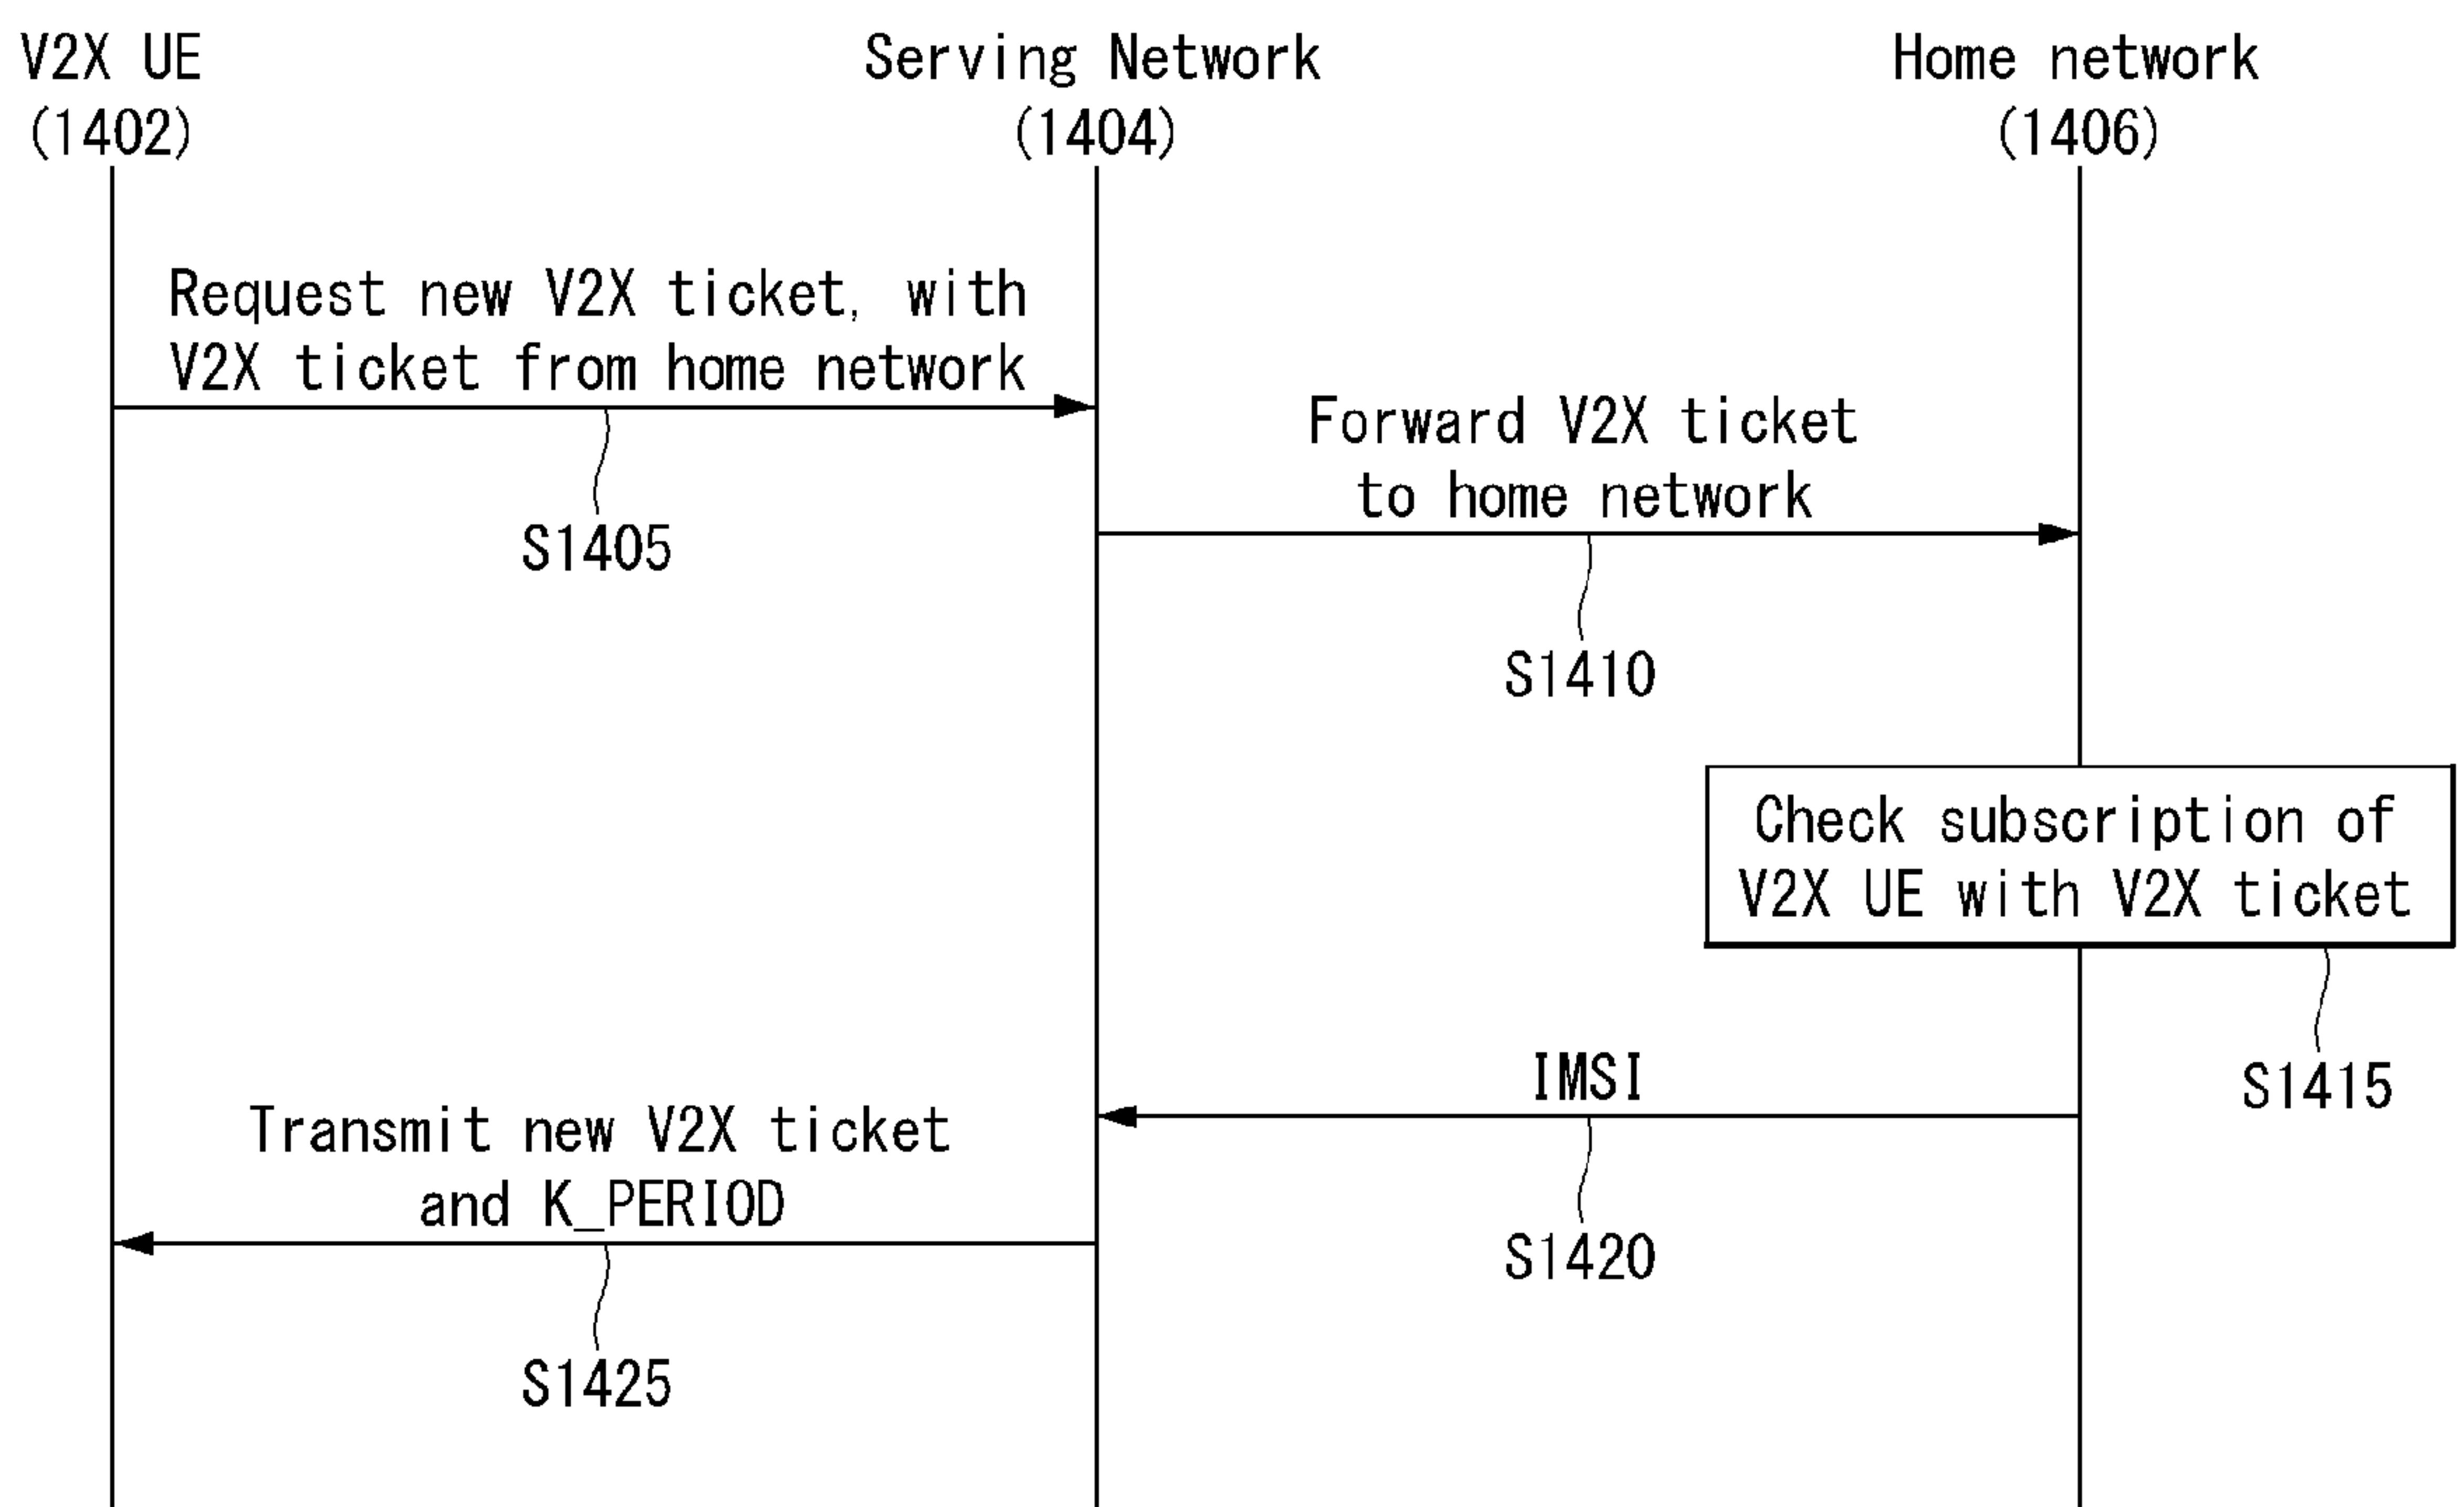 V2X UE
(1402)
Serving Network
(1404)
Home network
(1406)
Request new V2X ticket, with
V2X ticket from home network
S1405
Forward V2X ticket
to home network
S1410
Check subscription of
V2X UE with V2X ticket
S1415
IMSI
S1420
Transmit new V2X ticket
and K_PERIOD
S1425